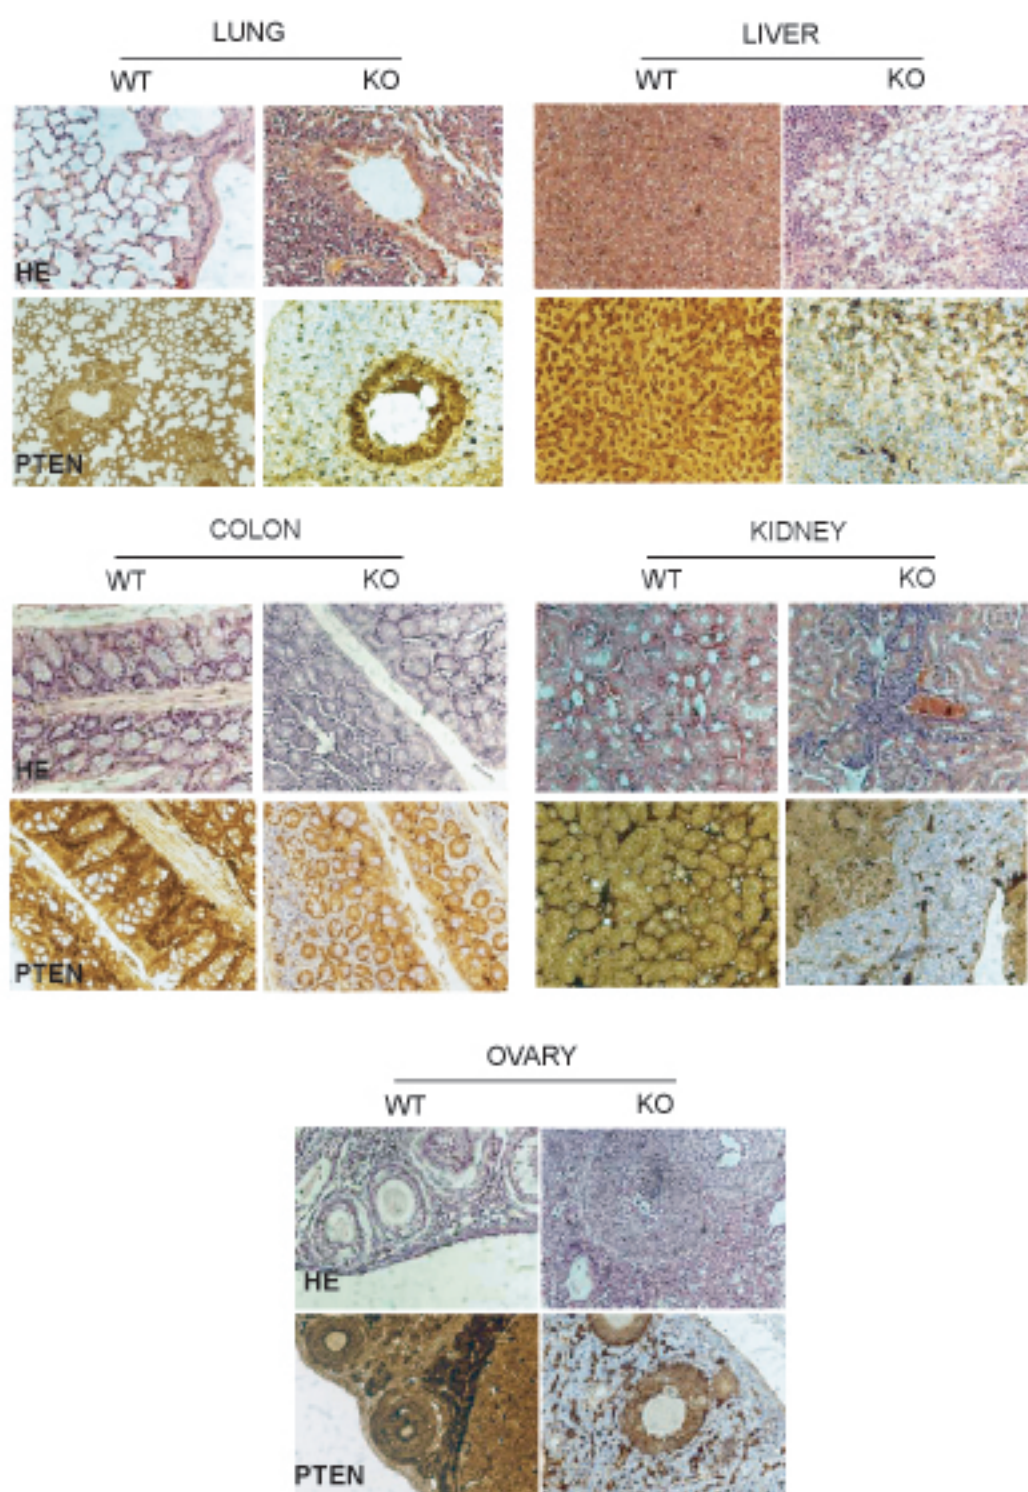 LUNG LIVER
WT KO WT KO
HE
PTEN
COLON KIDNEY
WT KO WT KO
HE
PTEN
OVARY
WT KO
HE
PTEN